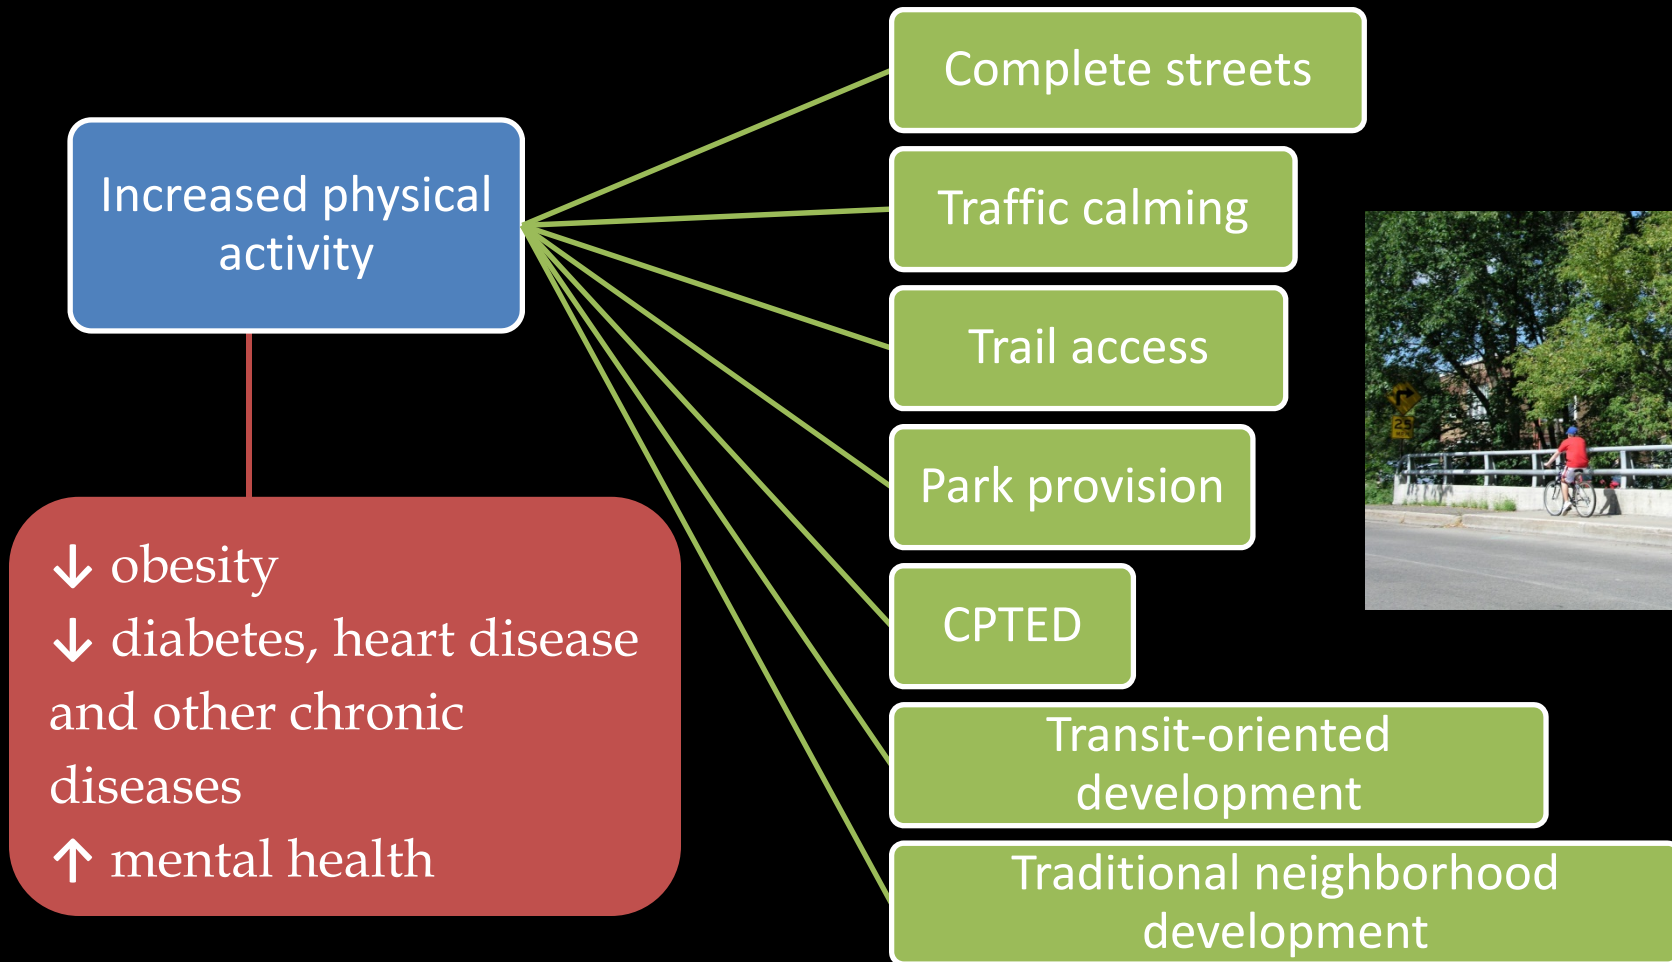 Increased physical
activity
↓ obesity
↓ diabetes, heart disease
and other chronic
diseases
↑ mental health
Complete streets
Traffic calming
Trail access
Park provision
CPTED
Transit-oriented
development
Traditional neighborhood
development
25